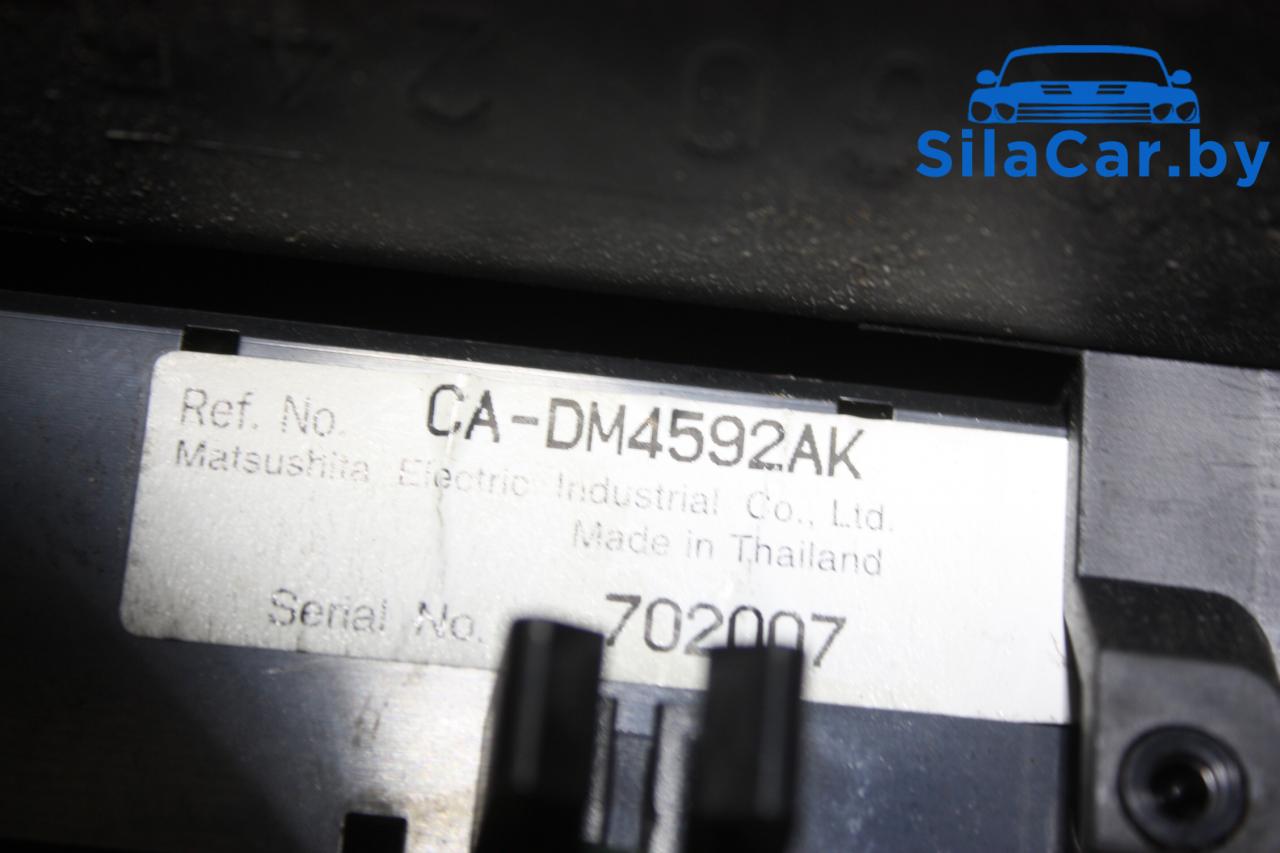 SilaCar.by
Ref. No. CA-DM4592AK
Matsushita Electric Industrial Co., Ltd.
Made in Thailand
Serial No. 702007